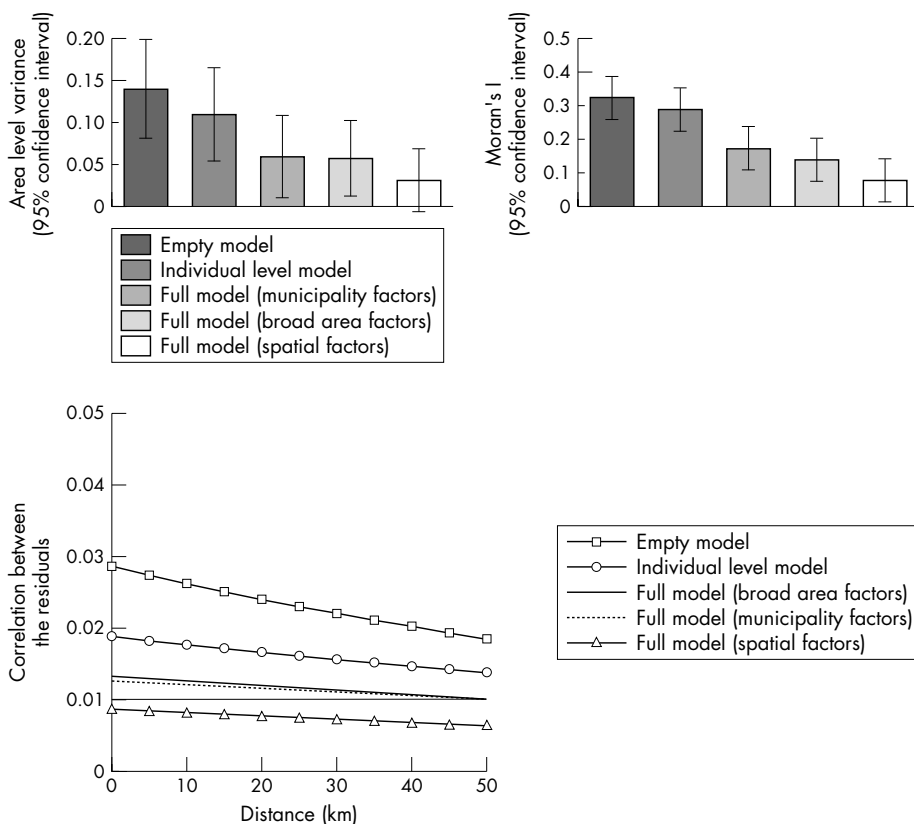 Area level variance
(95% confidence interval)
0.20
0.15
0.10
0.05
0
Moran's I
(95% confidence interval)
0.5
0.4
0.3
0.2
0.1
0
Empty model
Individual level model
Full model (municipality factors)
Full model (broad area factors)
Full model (spatial factors)
Correlation between
the residuals
0.05
0.04
0.03
0.02
0.01
0
0 10 20 30 40 50
Distance (km)
Empty model
Individual level model
Full model (broad area factors)
Full model (municipality factors)
Full model (spatial factors)